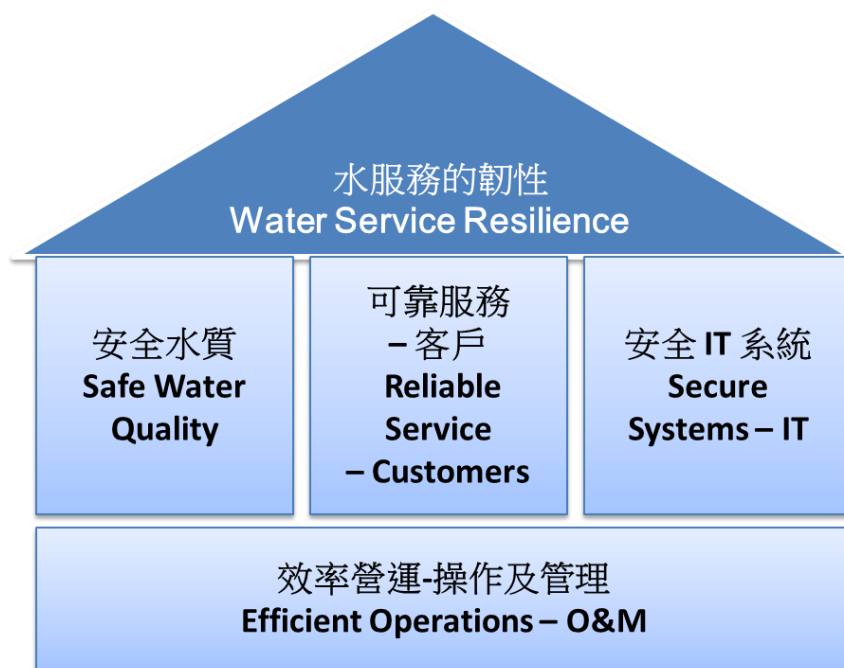 水服務的韌性
Water Service Resilience
安全水質
Safe Water
Quality
可靠服務
– 客戶
Reliable
Service
– Customers
安全 IT 系統
Secure
Systems – IT
效率營運-操作及管理
Efficient Operations – O&M